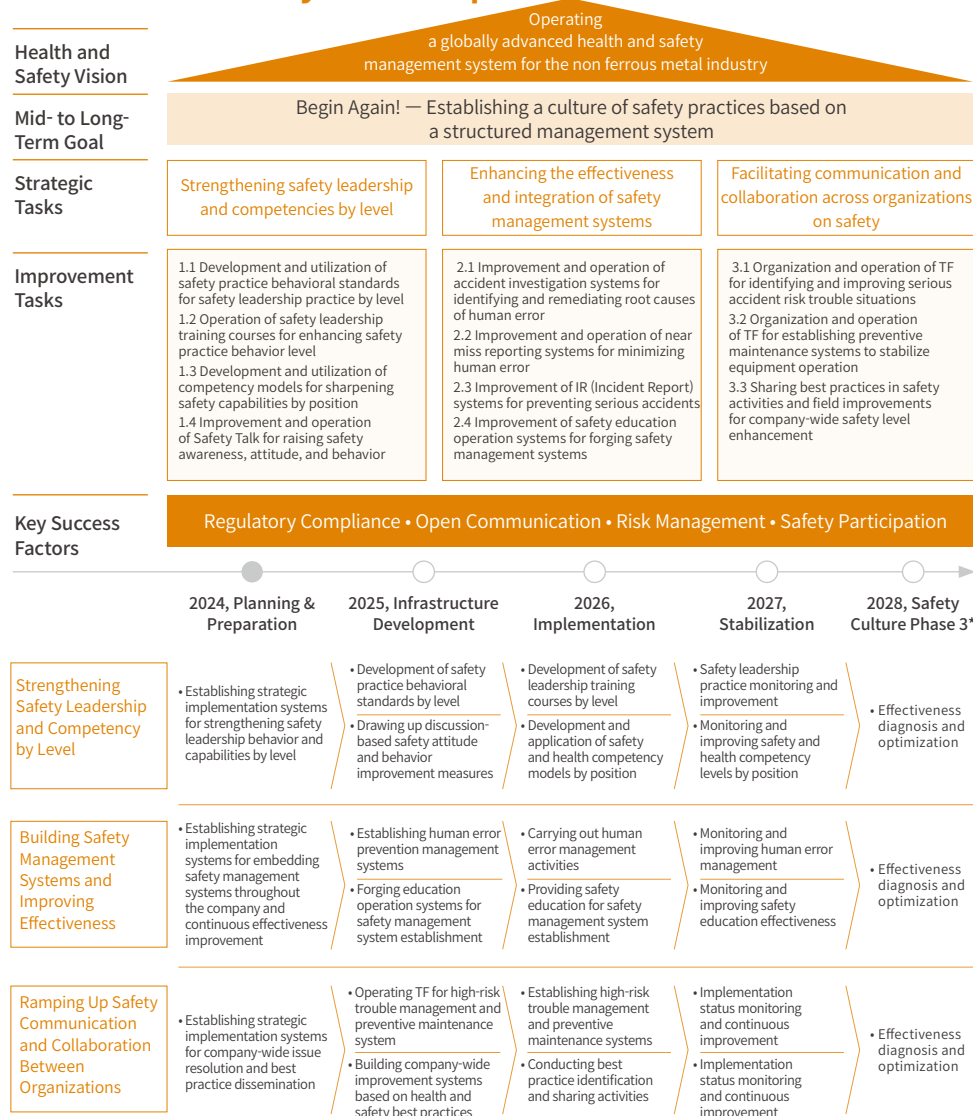 Operating
a globally advanced health and safety
management system for the non ferrous metal industry
Health and
Safety Vision
Mid- to Long-
Term Goal
Begin Again! — Establishing a culture of safety practices based on
a structured management system
Strategic
Tasks
Strengthening safety leadership
and competencies by level
Enhancing the effectiveness
and integration of safety
management systems
Facilitating communication and
collaboration across organizations
on safety
Improvement
Tasks
1.1 Development and utilization of
safety practice behavioral standards
for safety leadership practice by level
1.2 Operation of safety leadership
training courses for enhancing safety
practice behavior level
1.3 Development and utilization of
competency models for sharpening
safety capabilities by position
1.4 Improvement and operation
of Safety Talk for raising safety
awareness, attitude, and behavior
2.1 Improvement and operation of
accident investigation systems for
identifying and remediating root causes
of human error
2.2 Improvement and operation of near
miss reporting systems for minimizing
human error
2.3 Improvement of IR (Incident Report)
systems for preventing serious accidents
2.4 Improvement of safety education
operation systems for forging safety
management systems
3.1 Organization and operation of TF
for identifying and improving serious
accident risk trouble situations
3.2 Organization and operation
of TF for establishing preventive
maintenance systems to stabilize
equipment operation
3.3 Sharing best practices in safety
activities and field improvements
for company-wide safety level
enhancement
Key Success
Factors
Regulatory Compliance • Open Communication • Risk Management • Safety Participation
2024, Planning &
Preparation
2025, Infrastructure
Development
2026,
Implementation
2027,
Stabilization
2028, Safety
Culture Phase 3*
Strengthening
Safety Leadership
and Competency
by Level
• Establishing strategic
implementation systems
for strengthening safety
leadership behavior and
capabilities by level
• Development of safety
practice behavioral
standards by level
• Drawing up discussion-
based safety attitude
and behavior
improvement measures
• Development of safety
leadership training
courses by level
• Development and
application of safety
and health competency
models by position
• Safety leadership
practice monitoring and
improvement
• Monitoring and
improving safety and
health competency
levels by position
• Effectiveness
diagnosis and
optimization
Building Safety
Management
Systems and
Improving
Effectiveness
• Establishing strategic
implementation
systems for embedding
safety management
systems throughout
the company and
continuous effectiveness
improvement
• Establishing human error
prevention management
systems
• Forging education
operation systems for
safety management
system establishment
• Carrying out human
error management
activities
• Providing safety
education for safety
management system
establishment
• Monitoring and
improving human error
management
• Monitoring and
improving safety
education effectiveness
• Effectiveness
diagnosis and
optimization
Ramping Up Safety
Communication
and Collaboration
Between
Organizations
• Establishing strategic
implementation systems
for company-wide issue
resolution and best
practice dissemination
• Operating TF for high-risk
trouble management and
preventive maintenance
system
• Building company-wide
improvement systems
based on health and
safety best practices
• Establishing high-risk
trouble management
and preventive
maintenance systems
• Conducting best
practice identification
and sharing activities
• Implementation
status monitoring
and continuous
improvement
• Implementation
status monitoring
and continuous
improvement
• Effectiveness
diagnosis and
optimization